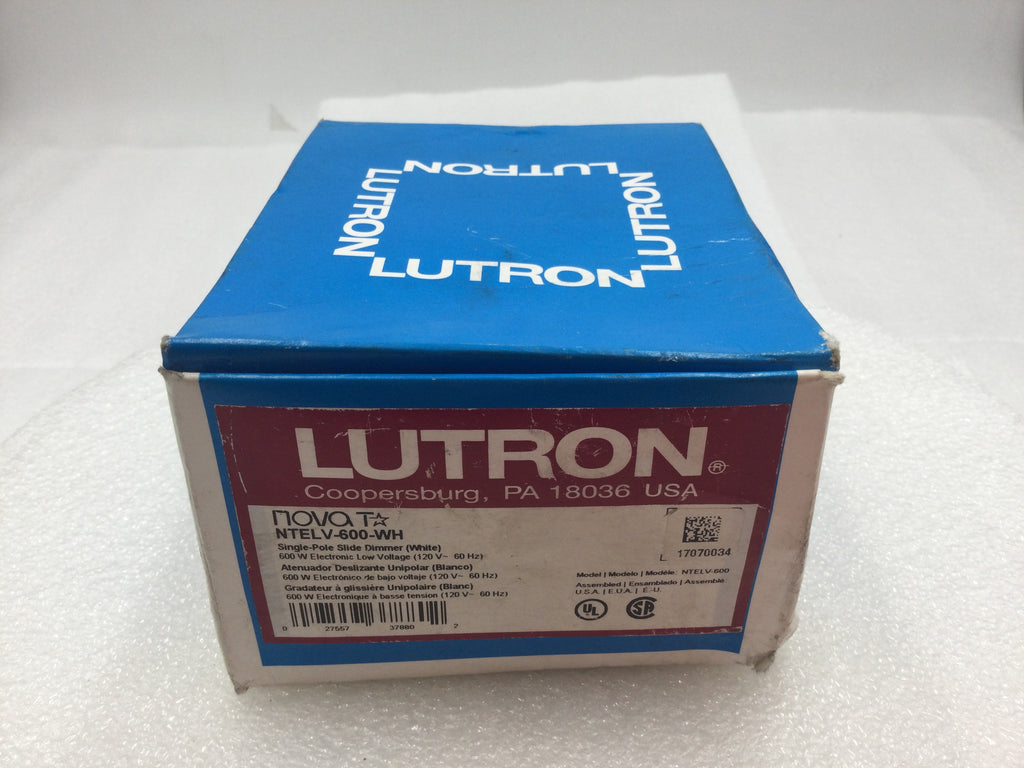 LUTRON
LUTRON
LUTRON
LUTRON
LUTRON
LUTRON®
Coopersburg, PA 18036 USA
NOVA T☆
NTELV-600-WH
Single-Pole Slide Dimmer (White)
600 W Electronic Low Voltage (120 V~ 60 Hz)
Atenuador Deslizante Unipolar (Blanco)
600 W Electrónico de bajo voltaje (120 V~ 60 Hz)
Gradateur à glissière Unipolaire (Blanc)
600 W Electronique à basse tension (120 V~ 60 Hz)
0 27557 37880 2
L 17070034
Model | Modelo | Modèle: NTELV-600
Assembled | Ensamblado | Assemblé
U.S.A. | E.U.A. | E.-U.
UL
SA